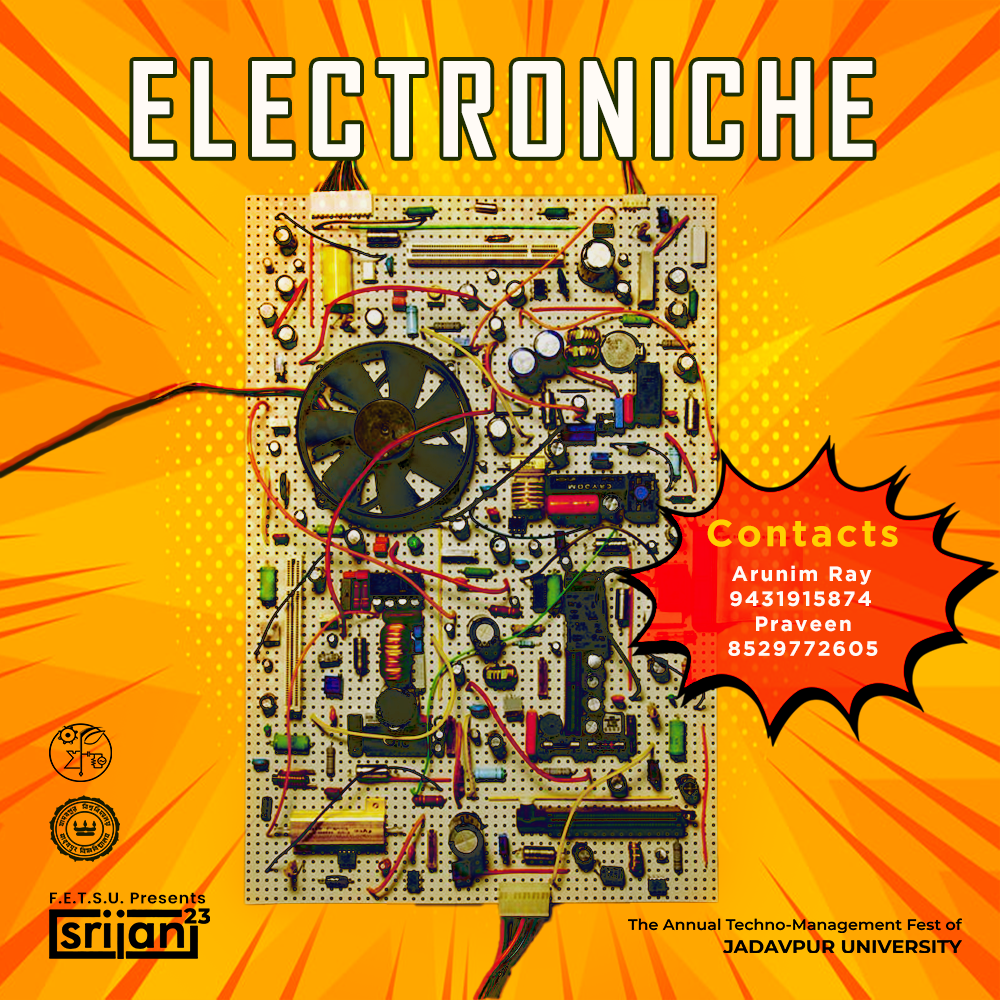 ELECTRONICHE
Contacts
Arunim Ray
9431915874
Praveen
8529772605
F.E.T.S.U. Presents
srijan 23
The Annual Techno-Management Fest of
JADAVPUR UNIVERSITY